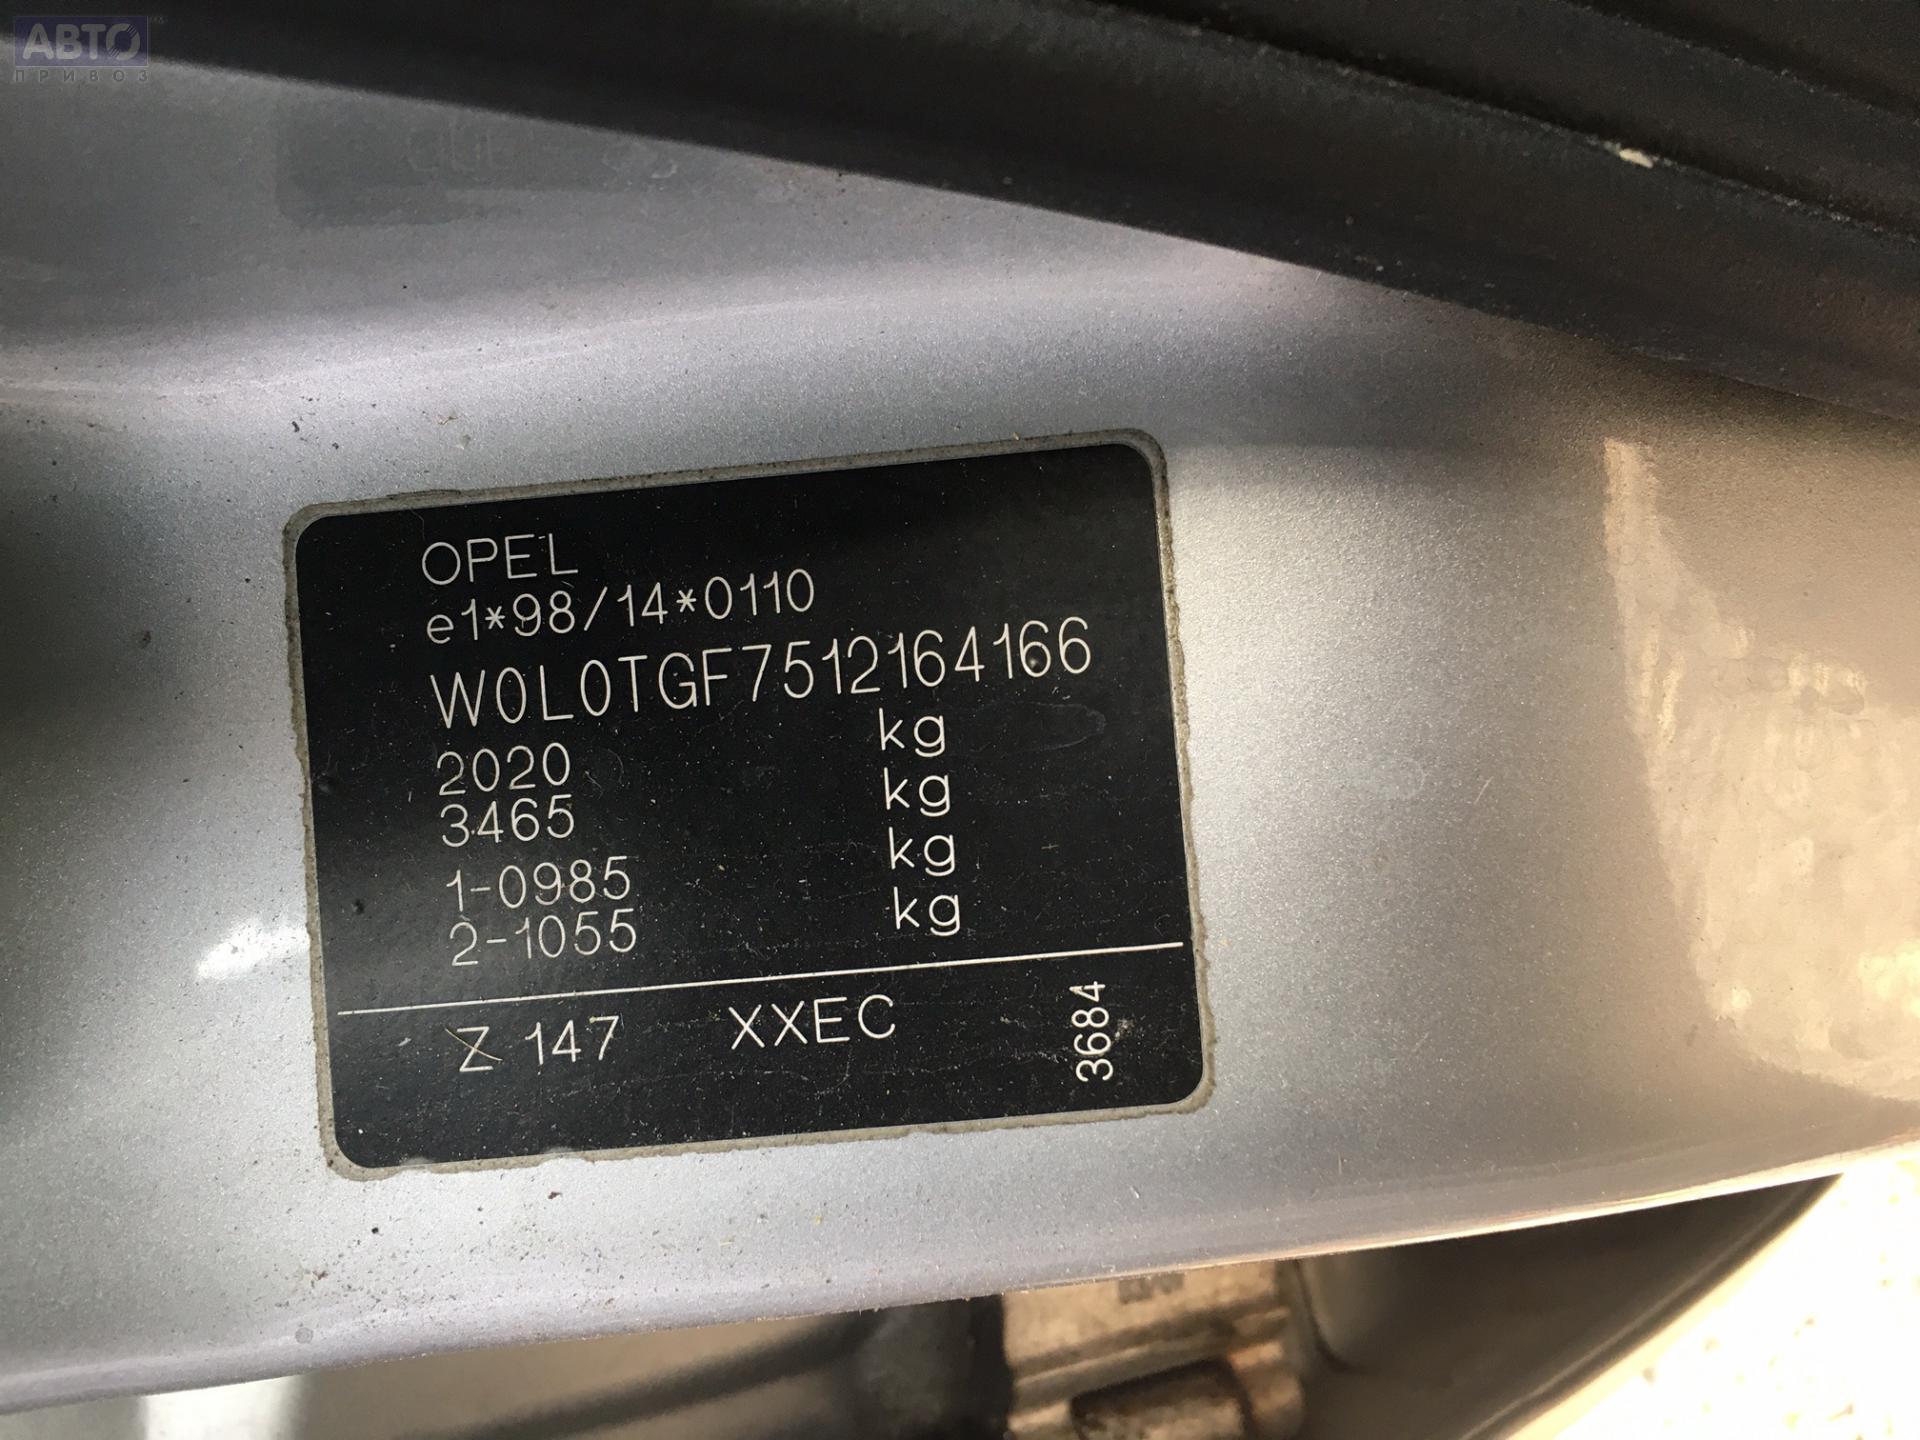 АВТО
ПРИВОЗ
OPEL
e1*98/14*0110
W0L0TGF7512164166
2020 kg
3465 kg
1-0985 kg
2-1055 kg
Z 147 XXEC 3684